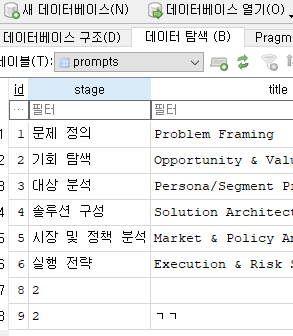 새 데이터베이스(N) 데이터베이스 열기(O)...
데이터베이스 구조(D) 데이터 탐색 (B) Pragm
테이블(T): prompts
id stage title
... 필터 필터
1 1 문제 정의 Problem Framing
2 2 기회 탐색 Opportunity & Valu
3 3 대상 분석 Persona/Segment Pr
4 4 솔루션 구성 Solution Architect
5 5 시장 및 정책 분석 Market & Policy An
6 6 실행 전략 Execution & Risk S
7 8 2
8 9 2 ㄱㄱ